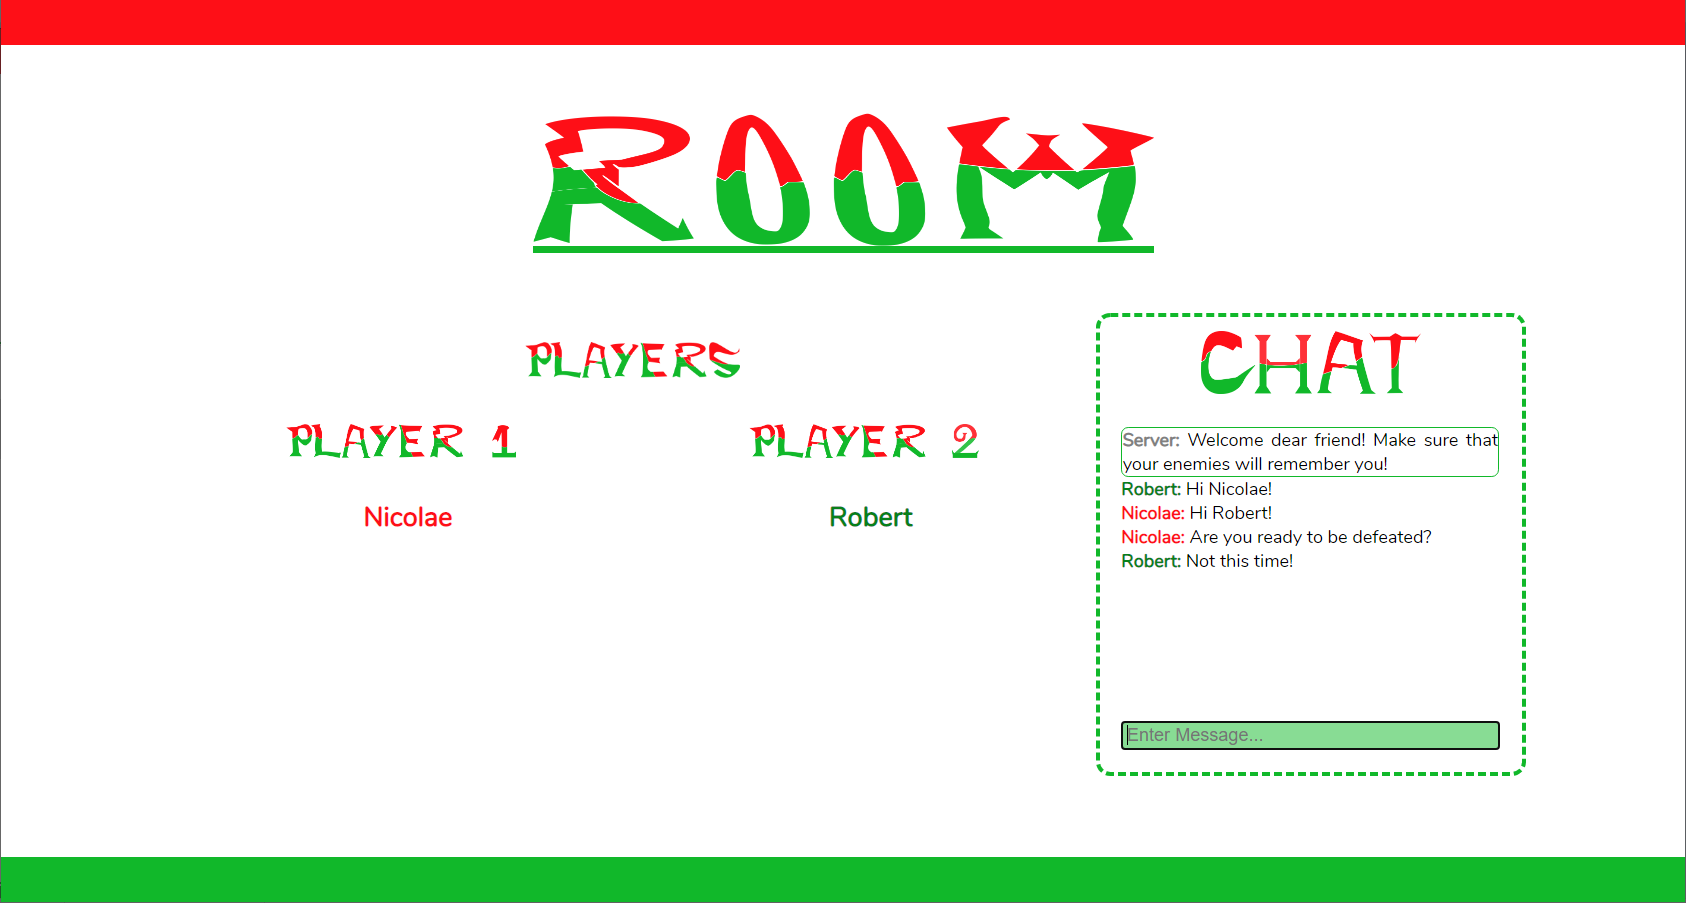 ROOM
PLAYERS
PLAYER 1
PLAYER 2
Nicolae
Robert
CHAT
Server: Welcome dear friend! Make sure that
your enemies will remember you!
Robert: Hi Nicolae!
Nicolae: Hi Robert!
Nicolae: Are you ready to be defeated?
Robert: Not this time!
Enter Message...